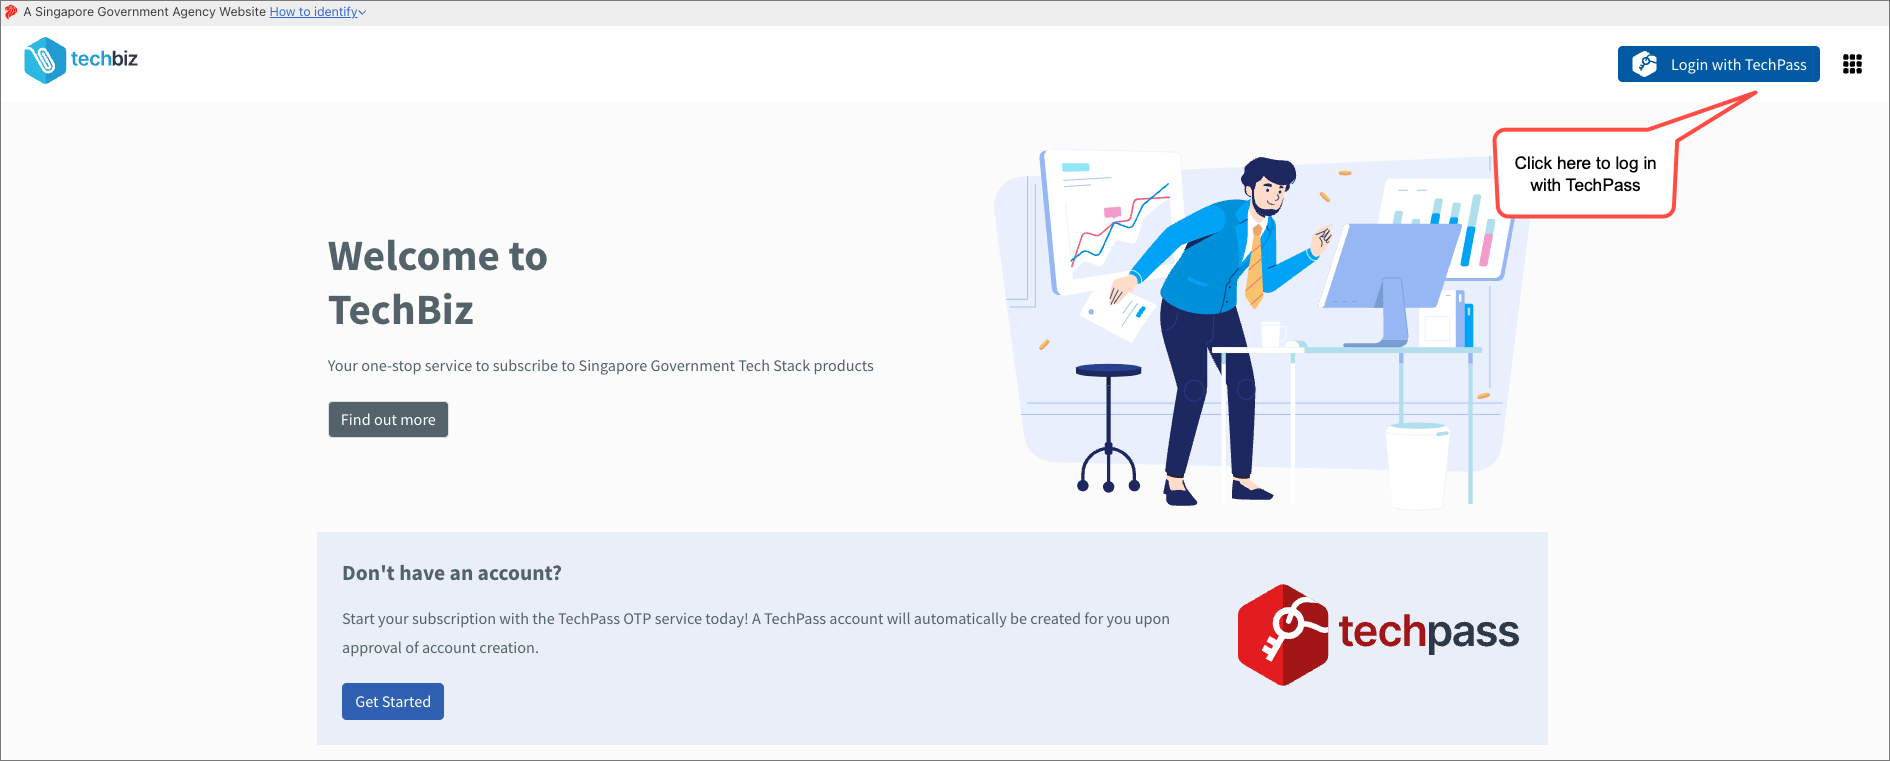 A Singapore Government Agency Website How to identify
techbiz
Login with TechPass
Click here to log in
with TechPass
Welcome to
TechBiz
Your one-stop service to subscribe to Singapore Government Tech Stack products
Find out more
Don't have an account?
Start your subscription with the TechPass OTP service today! A TechPass account will automatically be created for you upon
approval of account creation.
techpass
Get Started